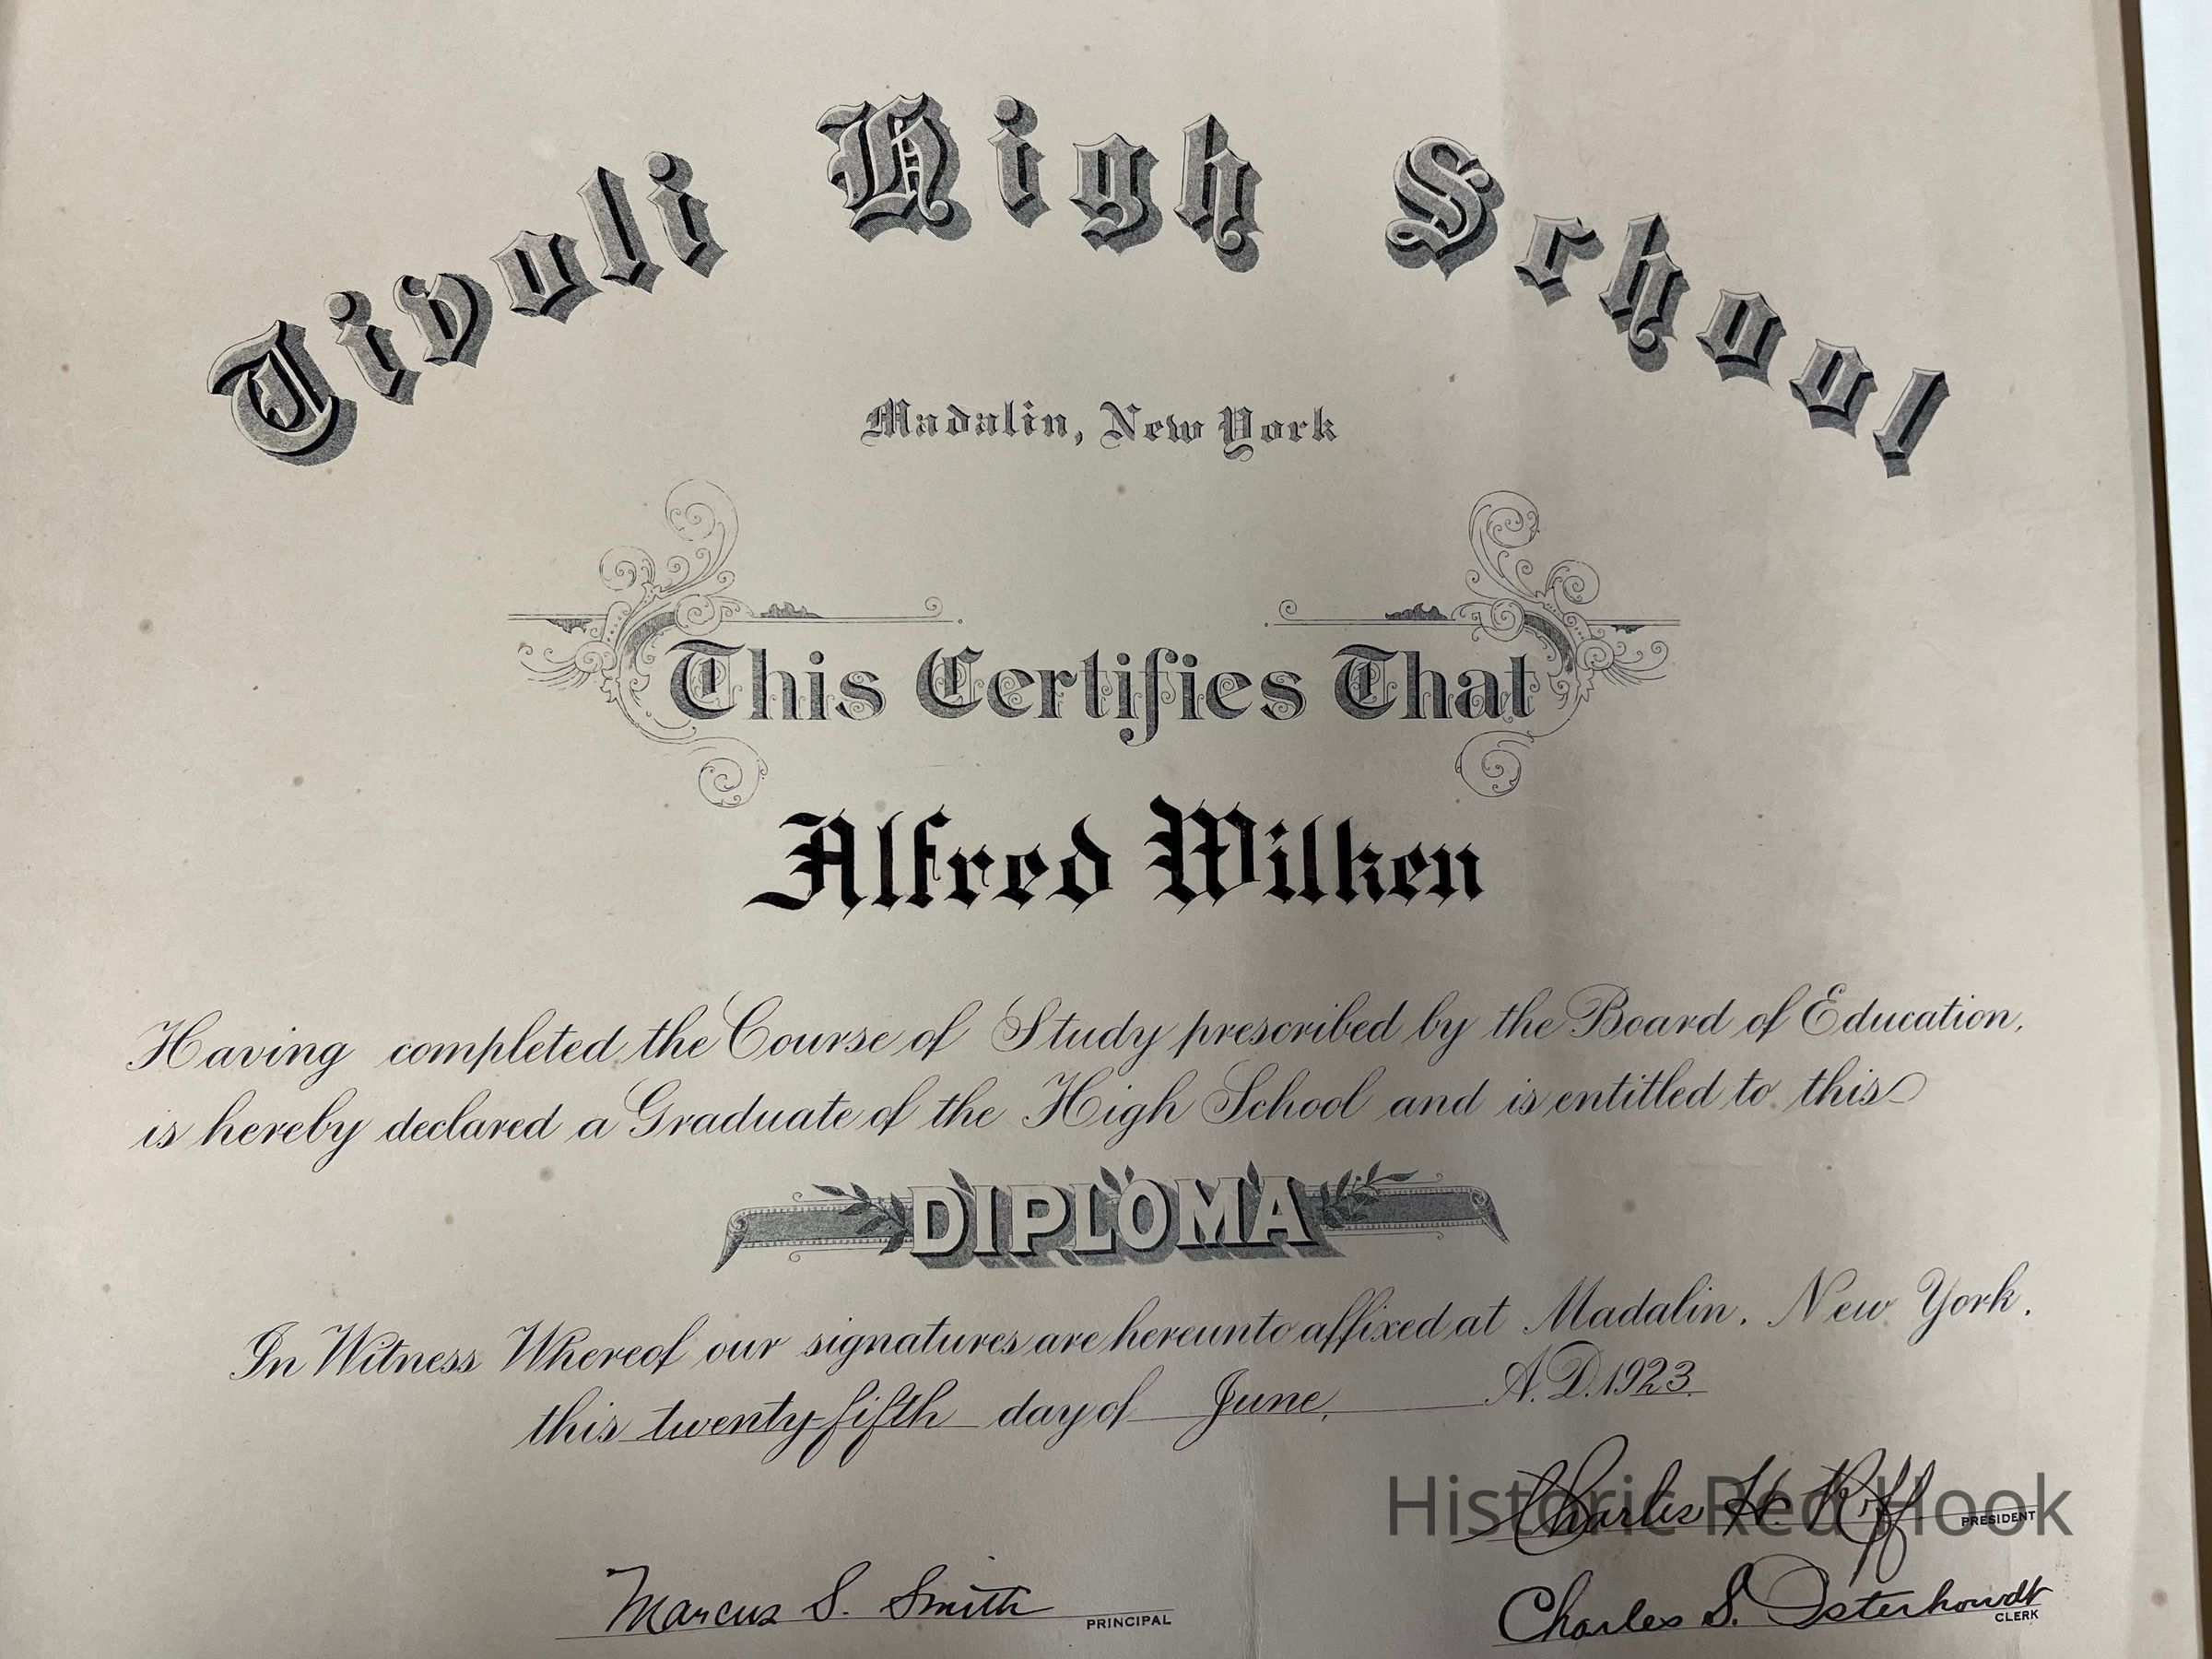 Tivoli High School
Madalin, New York
This Certifies That
Alfred Wilken
Having completed the Course of Study prescribed by the Board of Education,
is hereby declared a Graduate of the High School and is entitled to this
DIPLOMA
In Witness Whereof our signatures are hereunto affixed at Madalin, New York,
this twenty-fifth day of June, A.D. 1923.
Charles H. Riff PRESIDENT
Historic Red Hook
Marcus S. Smith PRINCIPAL
Charles S. Osterhoudt CLERK